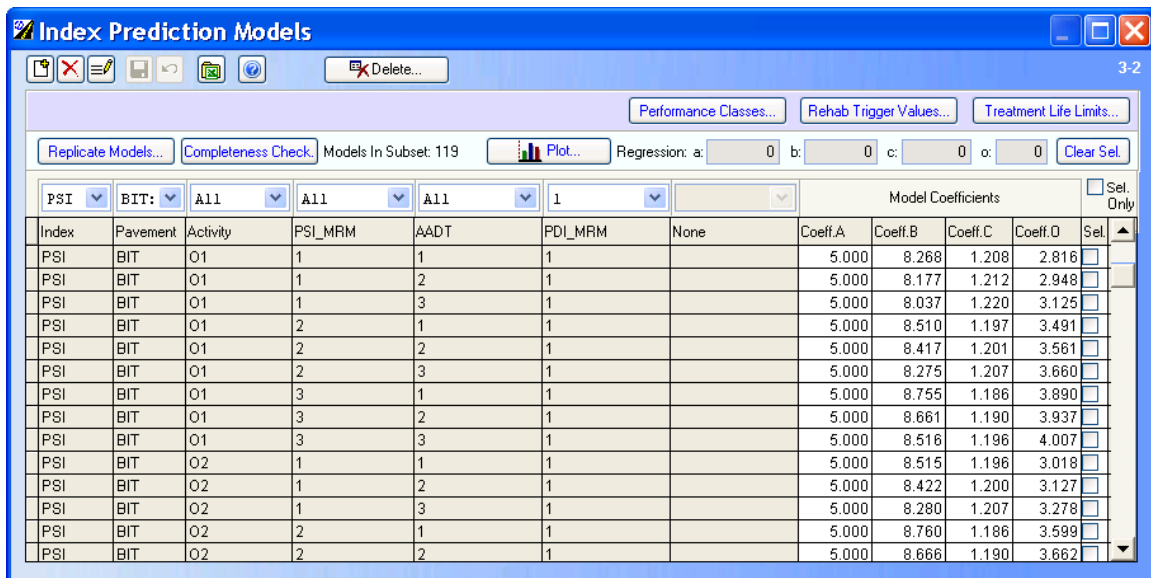 Index Prediction Models
Delete... 3-2
Performance Classes... Rehab Trigger Values... Treatment Life Limits...
Replicate Models... Completeness Check. Models In Subset: 119 Plot... Regression: a: 0 b: 0 c: 0 o: 0 Clear Sel.
PSI BIT: All All All 1 Model Coefficients Sel. Only
Index Pavement Activity PSI_MRM AADT PDI_MRM None Coeff.A Coeff.B Coeff.C Coeff.O Sel.
PSI BIT O1 1 1 1 5.000 8.268 1.208 2.816
PSI BIT O1 1 2 1 5.000 8.177 1.212 2.948
PSI BIT O1 1 3 1 5.000 8.037 1.220 3.125
PSI BIT O1 2 1 1 5.000 8.510 1.197 3.491
PSI BIT O1 2 2 1 5.000 8.417 1.201 3.561
PSI BIT O1 2 3 1 5.000 8.275 1.207 3.660
PSI BIT O1 3 1 1 5.000 8.755 1.186 3.890
PSI BIT O1 3 2 1 5.000 8.661 1.190 3.937
PSI BIT O1 3 3 1 5.000 8.516 1.196 4.007
PSI BIT O2 1 1 1 5.000 8.515 1.196 3.018
PSI BIT O2 1 2 1 5.000 8.422 1.200 3.127
PSI BIT O2 1 3 1 5.000 8.280 1.207 3.278
PSI BIT O2 2 1 1 5.000 8.760 1.186 3.599
PSI BIT O2 2 2 1 5.000 8.666 1.190 3.662